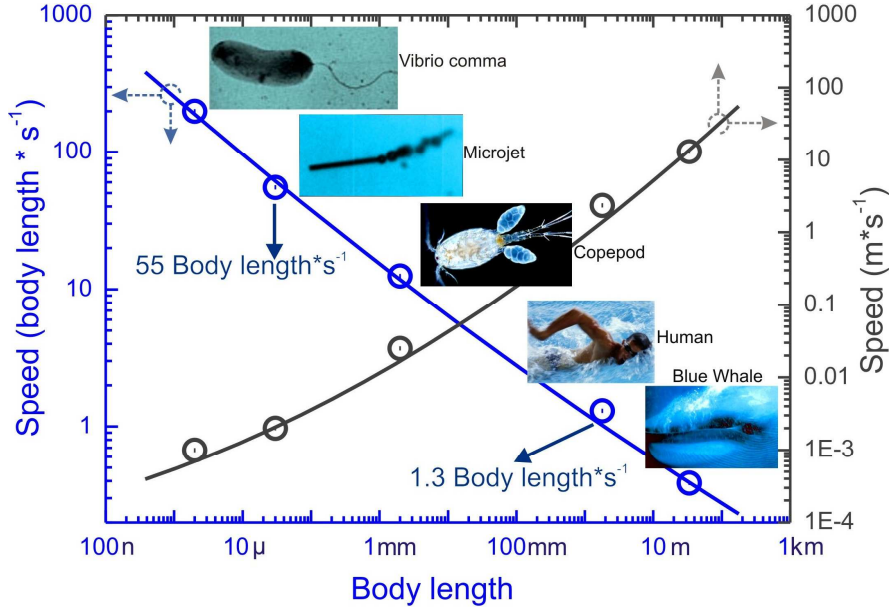 1000
100
10
1
Speed (body length * s⁻¹)
1000
100
10
1
0.1
0.01
1E-3
1E-4
Speed (m*s⁻¹)
Vibrio comma
Microjet
Copepod
Human
Blue Whale
55 Body length*s⁻¹
1.3 Body length*s⁻¹
100n
10µ
1mm
100mm
10m
1km
Body length